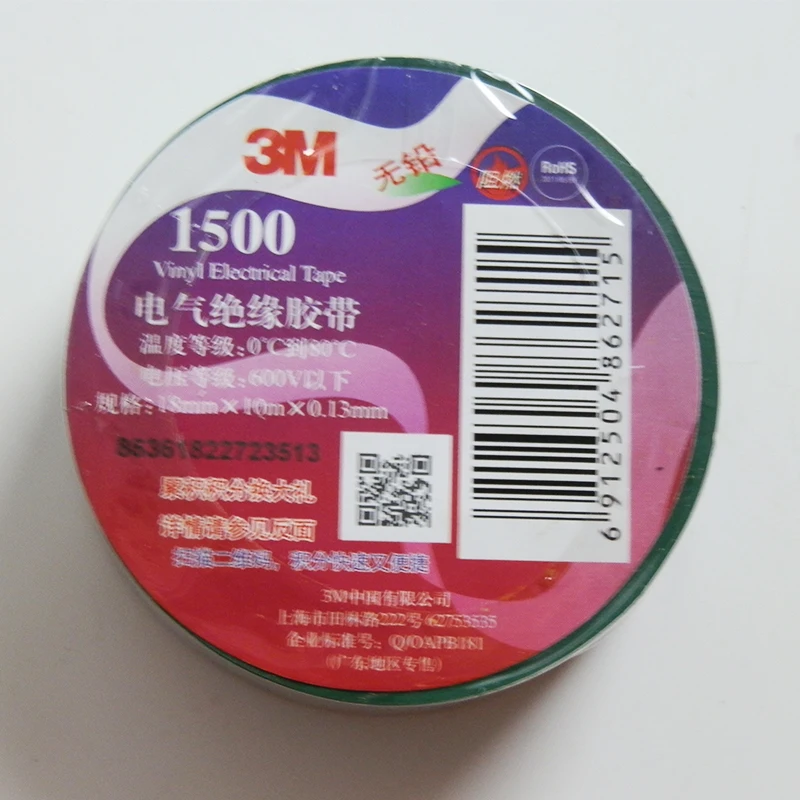 3M
无铅
阻燃
RoHS
1500
Vinyl Electrical Tape
电气绝缘胶带
温度等级:0℃到80℃
电压等级:600V以下
规格:18mm×10m×0.13mm
86361822723513
累积积分换大礼
详情请参见反面
扫描二维码，积分快速又便捷
6 912504 862715
3M中国有限公司
上海市田林路222号 62753535
企业标准号：Q/OAPB181
(广东地区专售)